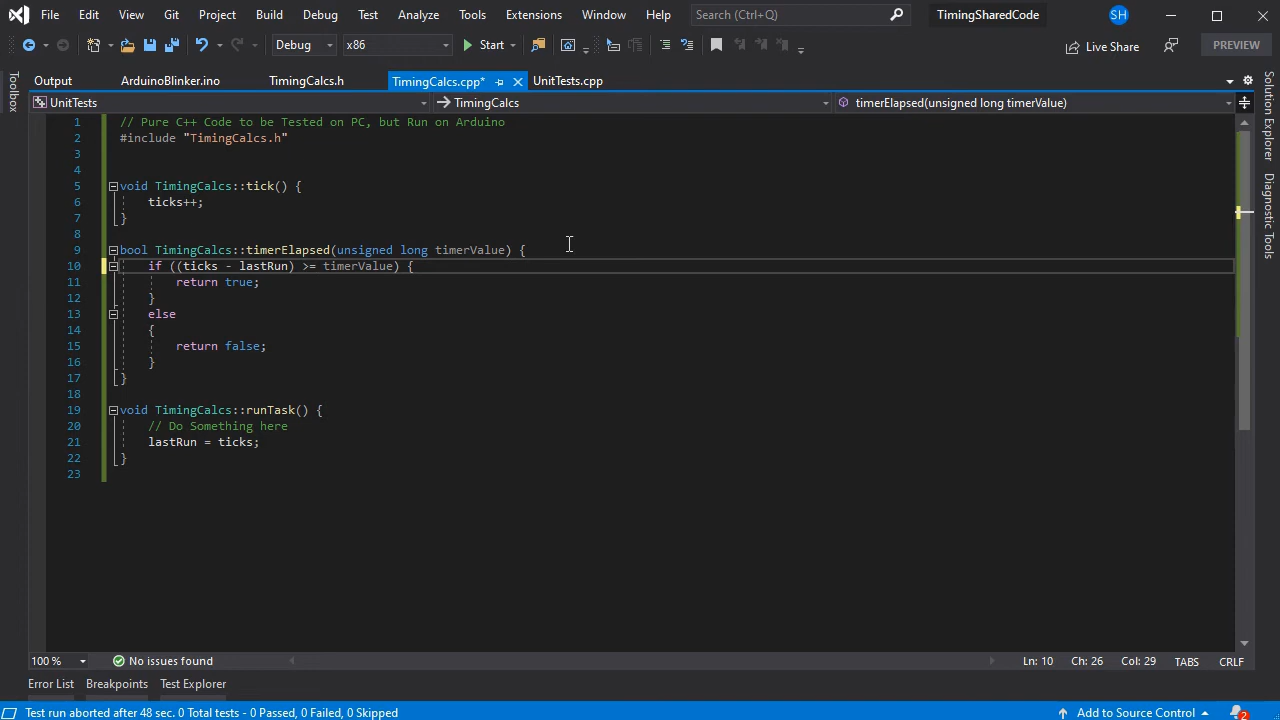 File Edit View Git Project Build Debug Test Analyze Tools Extensions Window Help Search (Ctrl+Q) TimingSharedCode SH
Debug x86 Start Live Share PREVIEW
Output ArduinoBlinker.ino TimingCalcs.h TimingCalcs.cpp* UnitTests.cpp
UnitTests TimingCalcs timerElapsed(unsigned long timerValue)
Toolbox
Solution Explorer
Diagnostic Tools
1 // Pure C++ Code to be Tested on PC, but Run on Arduino
2 #include "TimingCalcs.h"
3
4
5 void TimingCalcs::tick() {
6 ticks++;
7 }
8
9 bool TimingCalcs::timerElapsed(unsigned long timerValue) {
10 if ((ticks - lastRun) >= timerValue) {
11 return true;
12 }
13 else
14 {
15 return false;
16 }
17 }
18
19 void TimingCalcs::runTask() {
20 // Do Something here
21 lastRun = ticks;
22 }
23
100 % No issues found Ln: 10 Ch: 26 Col: 29 TABS CRLF
Error List Breakpoints Test Explorer
Test run aborted after 48 sec. 0 Total tests - 0 Passed, 0 Failed, 0 Skipped Add to Source Control 2